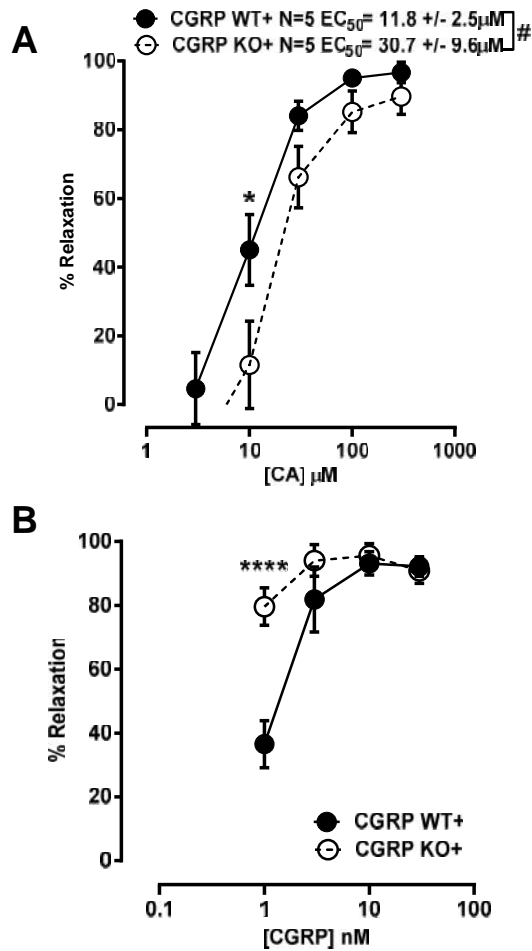 A
CGRP WT+ N=5 EC50= 11.8 +/- 2.5µM
CGRP KO+ N=5 EC50= 30.7 +/- 9.6µM
#
100
80
60
40
20
0
% Relaxation
*
1 10 100 1000
[CA] µM
B
100
80
60
40
20
0
% Relaxation
****
CGRP WT+
CGRP KO+
0.1 1 10 100
[CGRP] nM